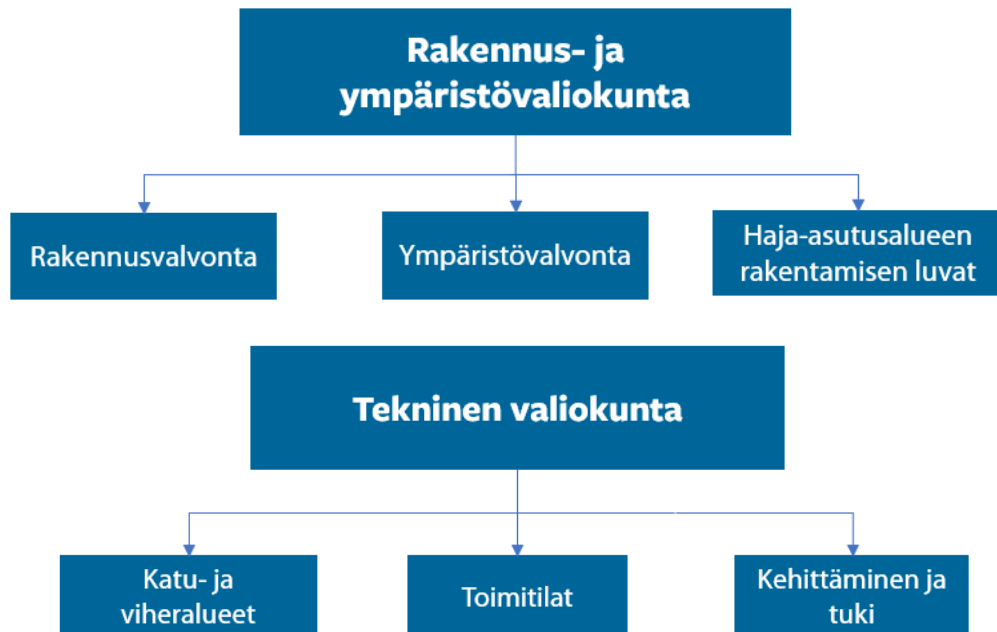 Rakennus- ja
ympäristövaliokunta
Rakennusvalvonta
Ympäristövalvonta
Haja-asutusalueen
rakentamisen luvat
Tekninen valiokunta
Katu- ja
viheralueet
Toimitilat
Kehittäminen ja
tuki